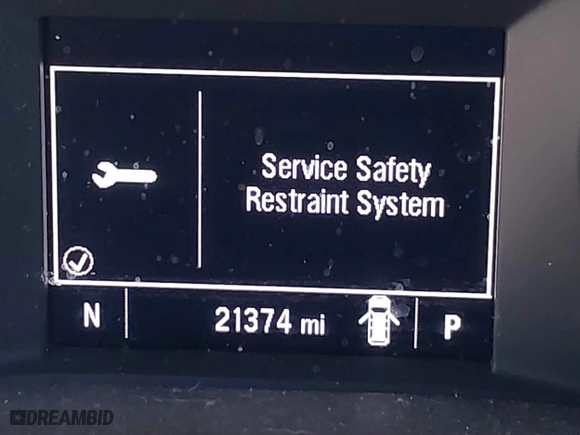 Service Safety
Restraint System
N
21374 mi
P
DREAMBID